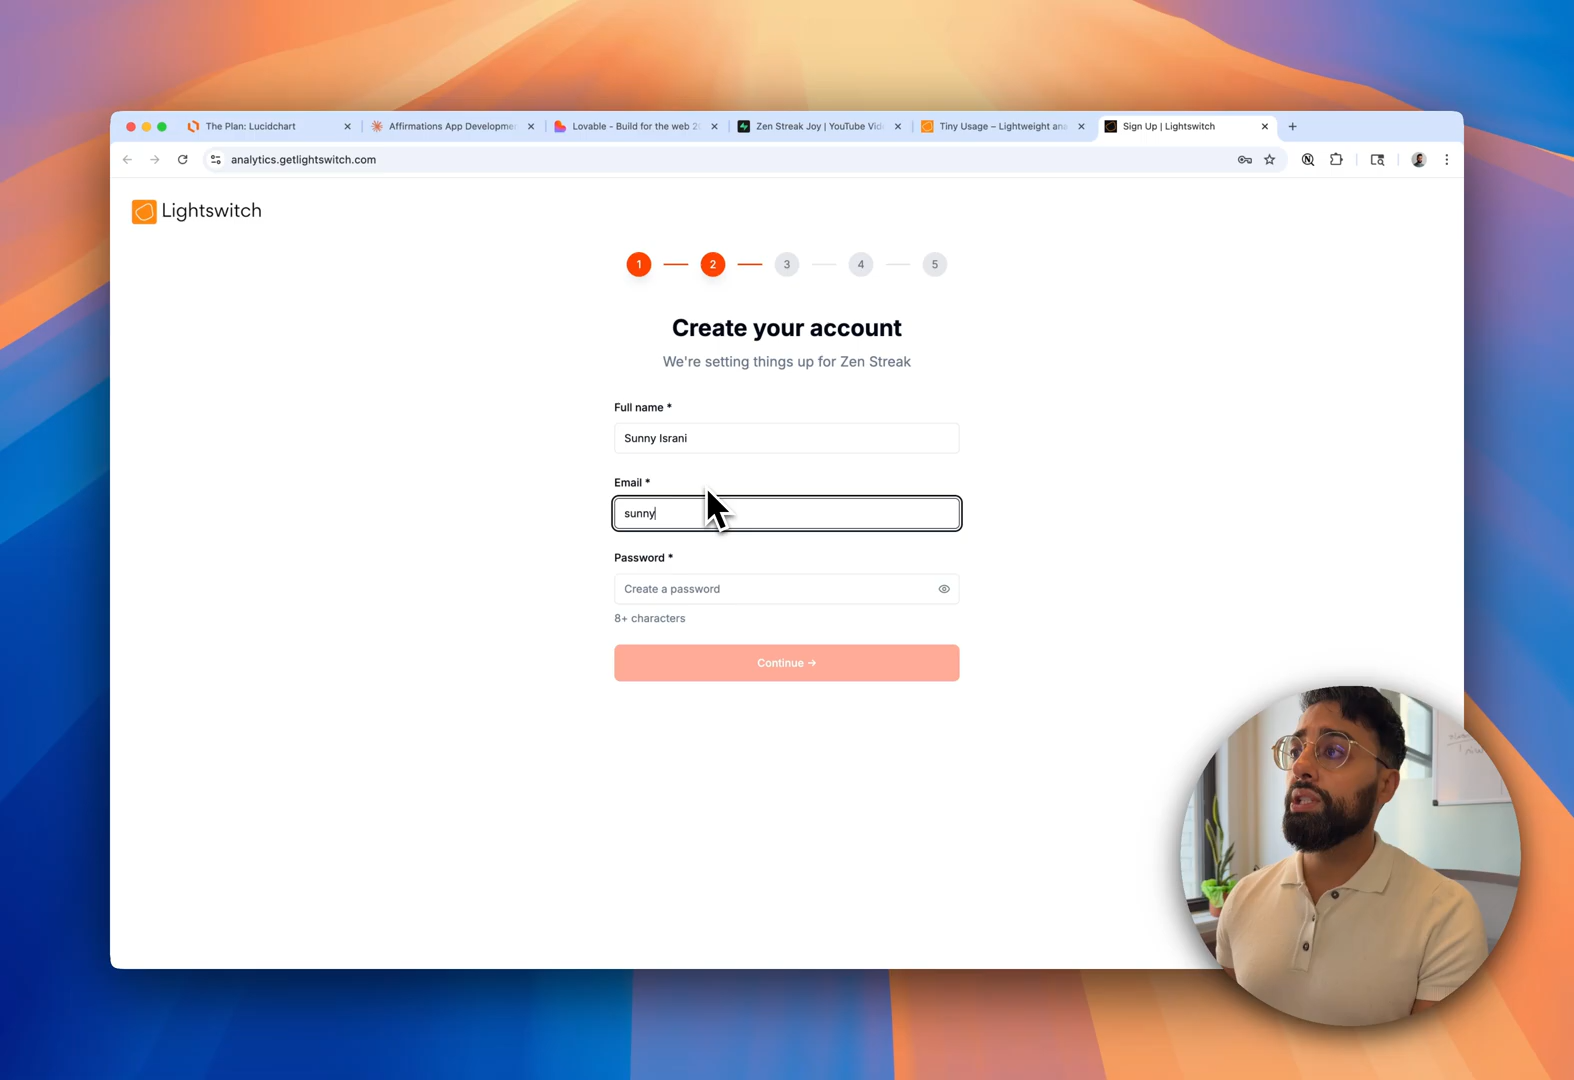 The Plan: Lucidchart
Affirmations App Developmen
Lovable - Build for the web 2
Zen Streak Joy | YouTube Vid
Tiny Usage – Lightweight ana
Sign Up | Lightswitch
analytics.getlightswitch.com
Lightswitch
1 2 3 4 5
Create your account
We're setting things up for Zen Streak
Full name *
Sunny Israni
Email *
sunny
Password *
Create a password
8+ characters
Continue →